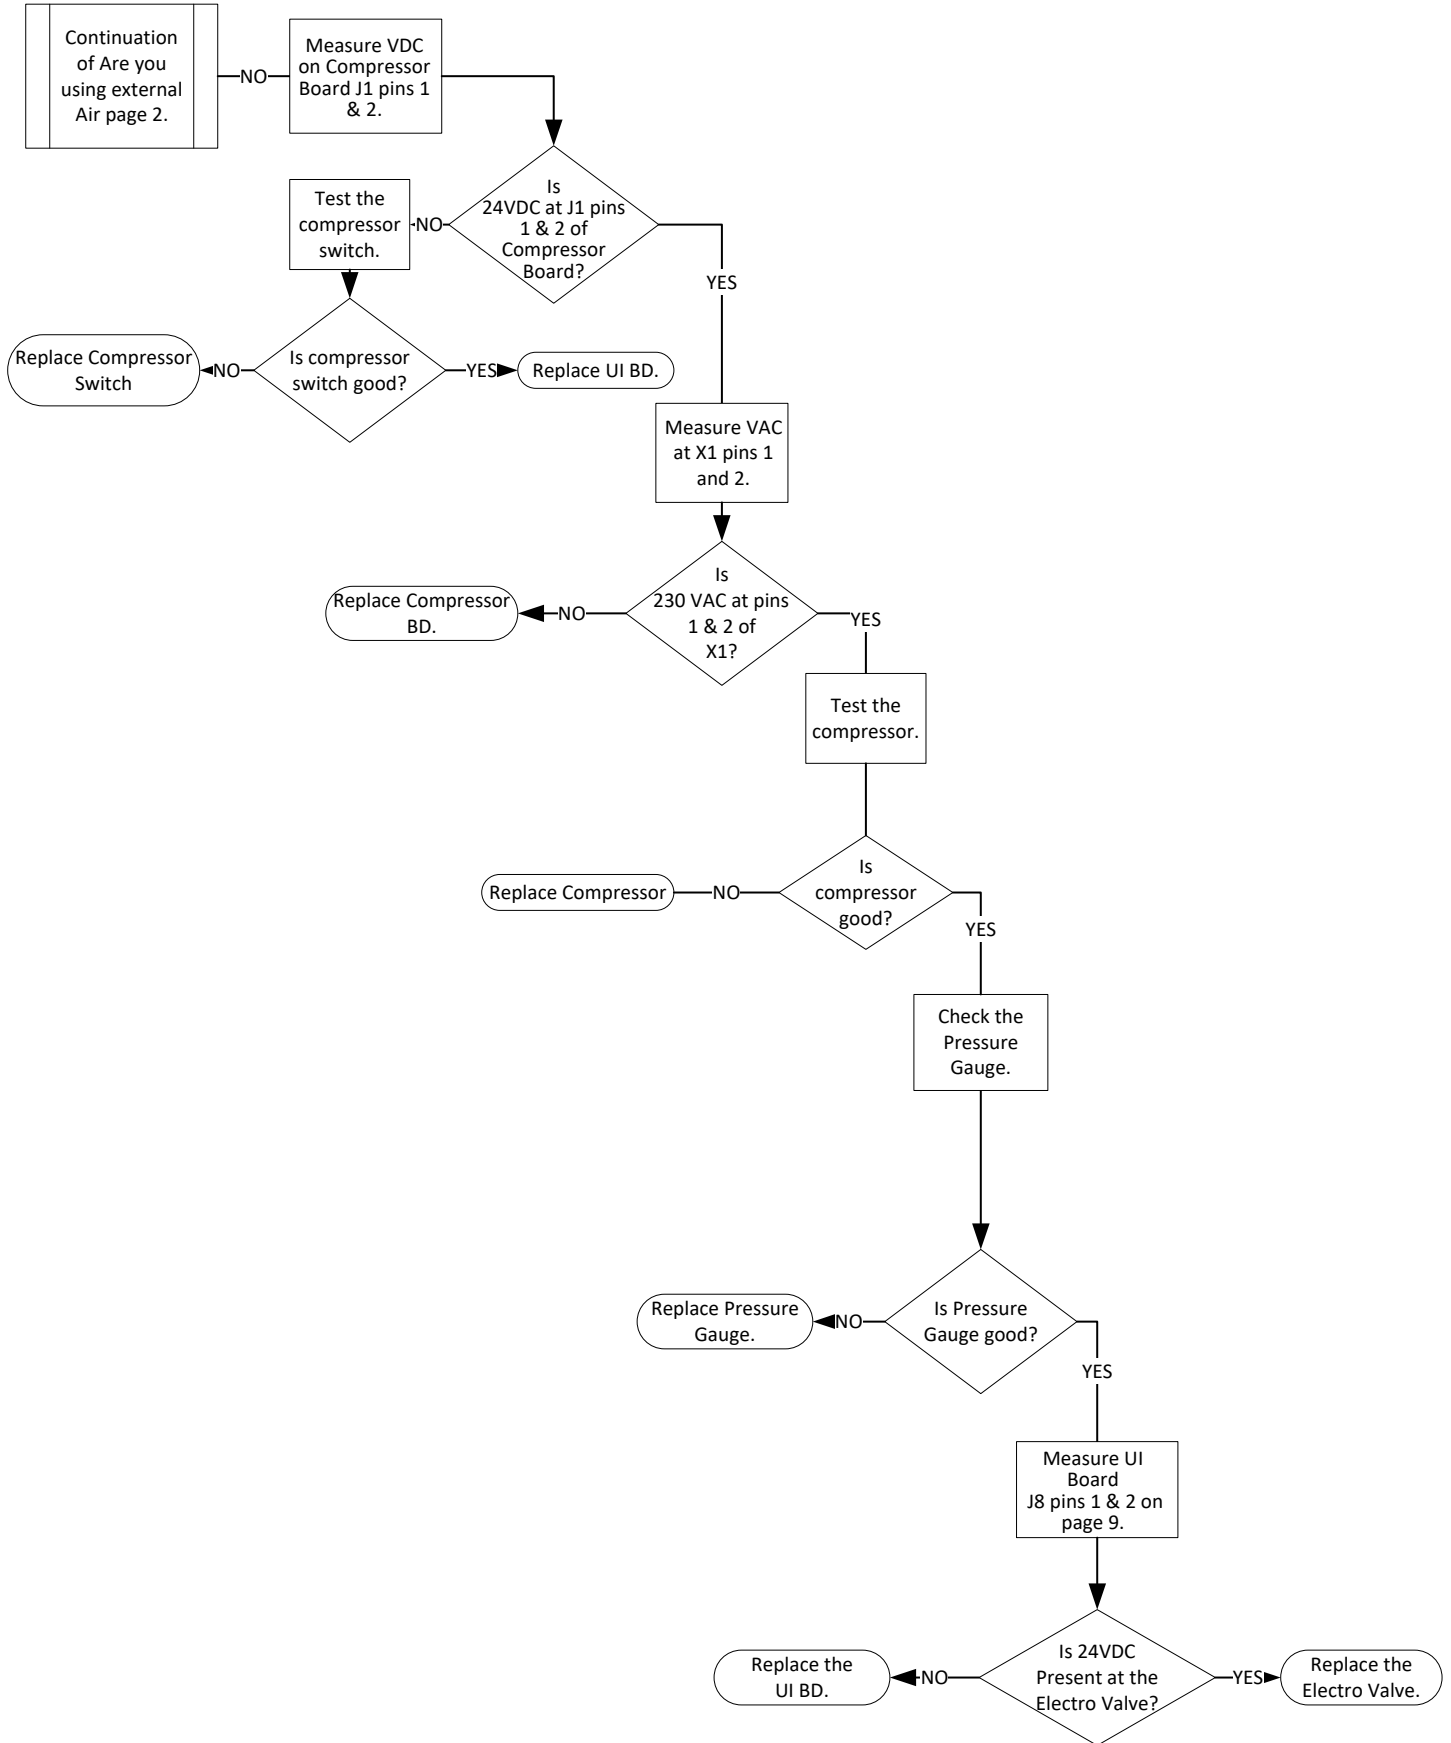 Continuation
of Are you
using external
Air page 2.
NO
Measure VDC
on Compressor
Board J1 pins 1
& 2.
Is
24VDC at J1 pins
1 & 2 of
Compressor
Board?
NO
Test the
compressor
switch.
YES
Is compressor
switch good?
NO
Replace Compressor
Switch
YES
Replace UI BD.
Measure VAC
at X1 pins 1
and 2.
Is
230 VAC at pins
1 & 2 of
X1?
NO
Replace Compressor
BD.
YES
Test the
compressor.
Is
compressor
good?
NO
Replace Compressor
YES
Check the
Pressure
Gauge.
Is Pressure
Gauge good?
NO
Replace Pressure
Gauge.
YES
Measure UI
Board
J8 pins 1 & 2 on
page 9.
Is 24VDC
Present at the
Electro Valve?
NO
Replace the
UI BD.
YES
Replace the
Electro Valve.